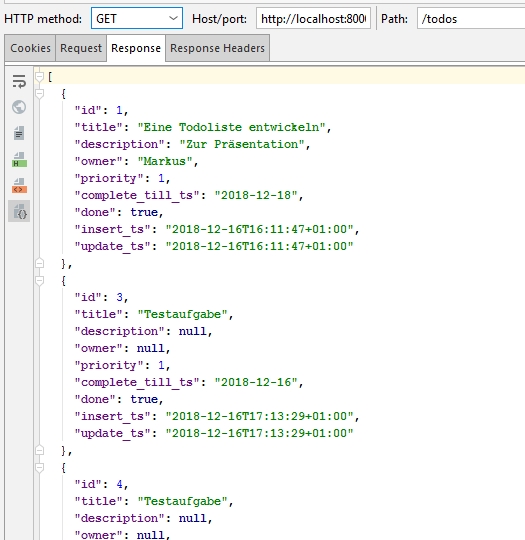 HTTP method: GET Host/port: http://localhost:800 Path: /todos
Cookies Request Response Response Headers
[
{
"id": 1,
"title": "Eine Todoliste entwickeln",
"description": "Zur Präsentation",
"owner": "Markus",
"priority": 1,
"complete_till_ts": "2018-12-18",
"done": true,
"insert_ts": "2018-12-16T16:11:47+01:00",
"update_ts": "2018-12-16T16:11:47+01:00"
},
{
"id": 3,
"title": "Testaufgabe",
"description": null,
"owner": null,
"priority": 1,
"complete_till_ts": "2018-12-16",
"done": true,
"insert_ts": "2018-12-16T17:13:29+01:00",
"update_ts": "2018-12-16T17:13:29+01:00"
},
{
"id": 4,
"title": "Testaufgabe",
"description": null,
"owner": null,